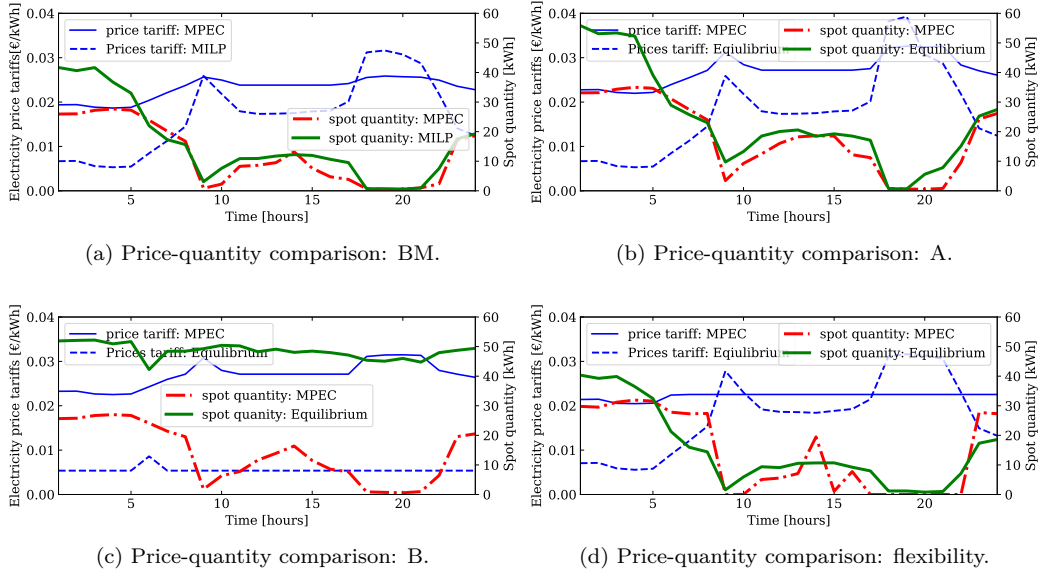 0.04
0.03
0.02
0.01
0.00
Electricity price tariffs[€/kWh]
price tariff: MPEC
Prices tariff: MILP
spot quantity: MPEC
spot quanity: MILP
60
50
40
30
20
10
0
Spot quantity [kWh]
5
10
15
20
Time [hours]
(a) Price-quantity comparison: BM.
0.04
0.03
0.02
0.01
0.00
Electricity price tariffs [€/kWh]
price tariff: MPEC
Prices tariff: Eqiulibrium
spot quantity: MPEC
spot quantity: Equilibrium
60
50
40
30
20
10
0
Spot quantity [kWh]
5
10
15
20
Time [hours]
(b) Price-quantity comparison: A.
0.04
0.03
0.02
0.01
0.00
Electricity price tariffs [€/kWh]
price tariff: MPEC
Prices tariff: Equilibrium
spot quantity: MPEC
spot quanity: Equilibrium
60
50
40
30
20
10
0
Spot quantity [kWh]
5
10
15
20
Time [hours]
(c) Price-quantity comparison: B.
0.04
0.03
0.02
0.01
0.00
Electricity price tariffs [€/kWh]
price tariff: MPEC
Prices tariff: Eqiulibrium
spot quantity: MPEC
spot quantity: Equilibrium
60
50
40
30
20
10
0
Spot quantity [kWh]
5
10
15
20
Time [hours]
(d) Price-quantity comparison: flexibility.